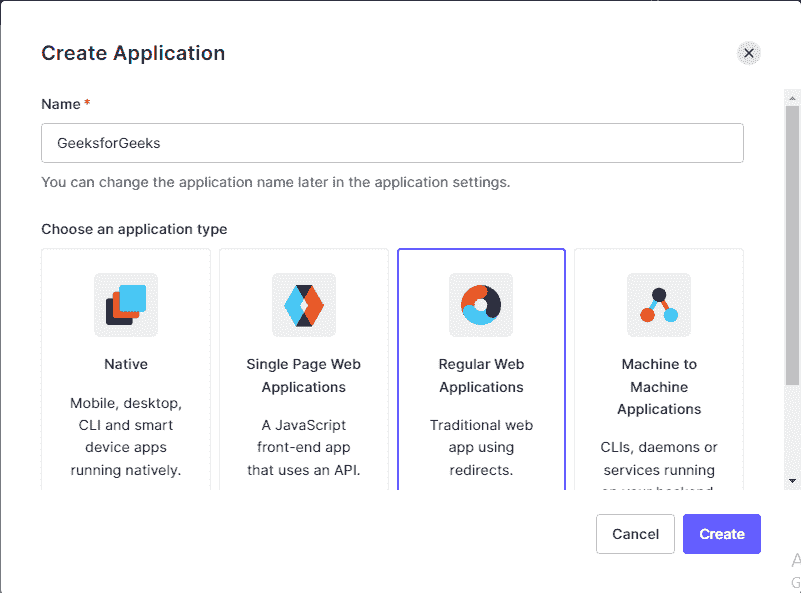 Create Application
Name *
GeeksforGeeks
You can change the application name later in the application settings.
Choose an application type
Native
Mobile, desktop,
CLI and smart
device apps
running natively.
Single Page Web
Applications
A JavaScript
front-end app
that uses an API.
Regular Web
Applications
Traditional web
app using
redirects.
Machine to
Machine
Applications
CLIs, daemons or
services running
on your backend.
Cancel
Create
A
G